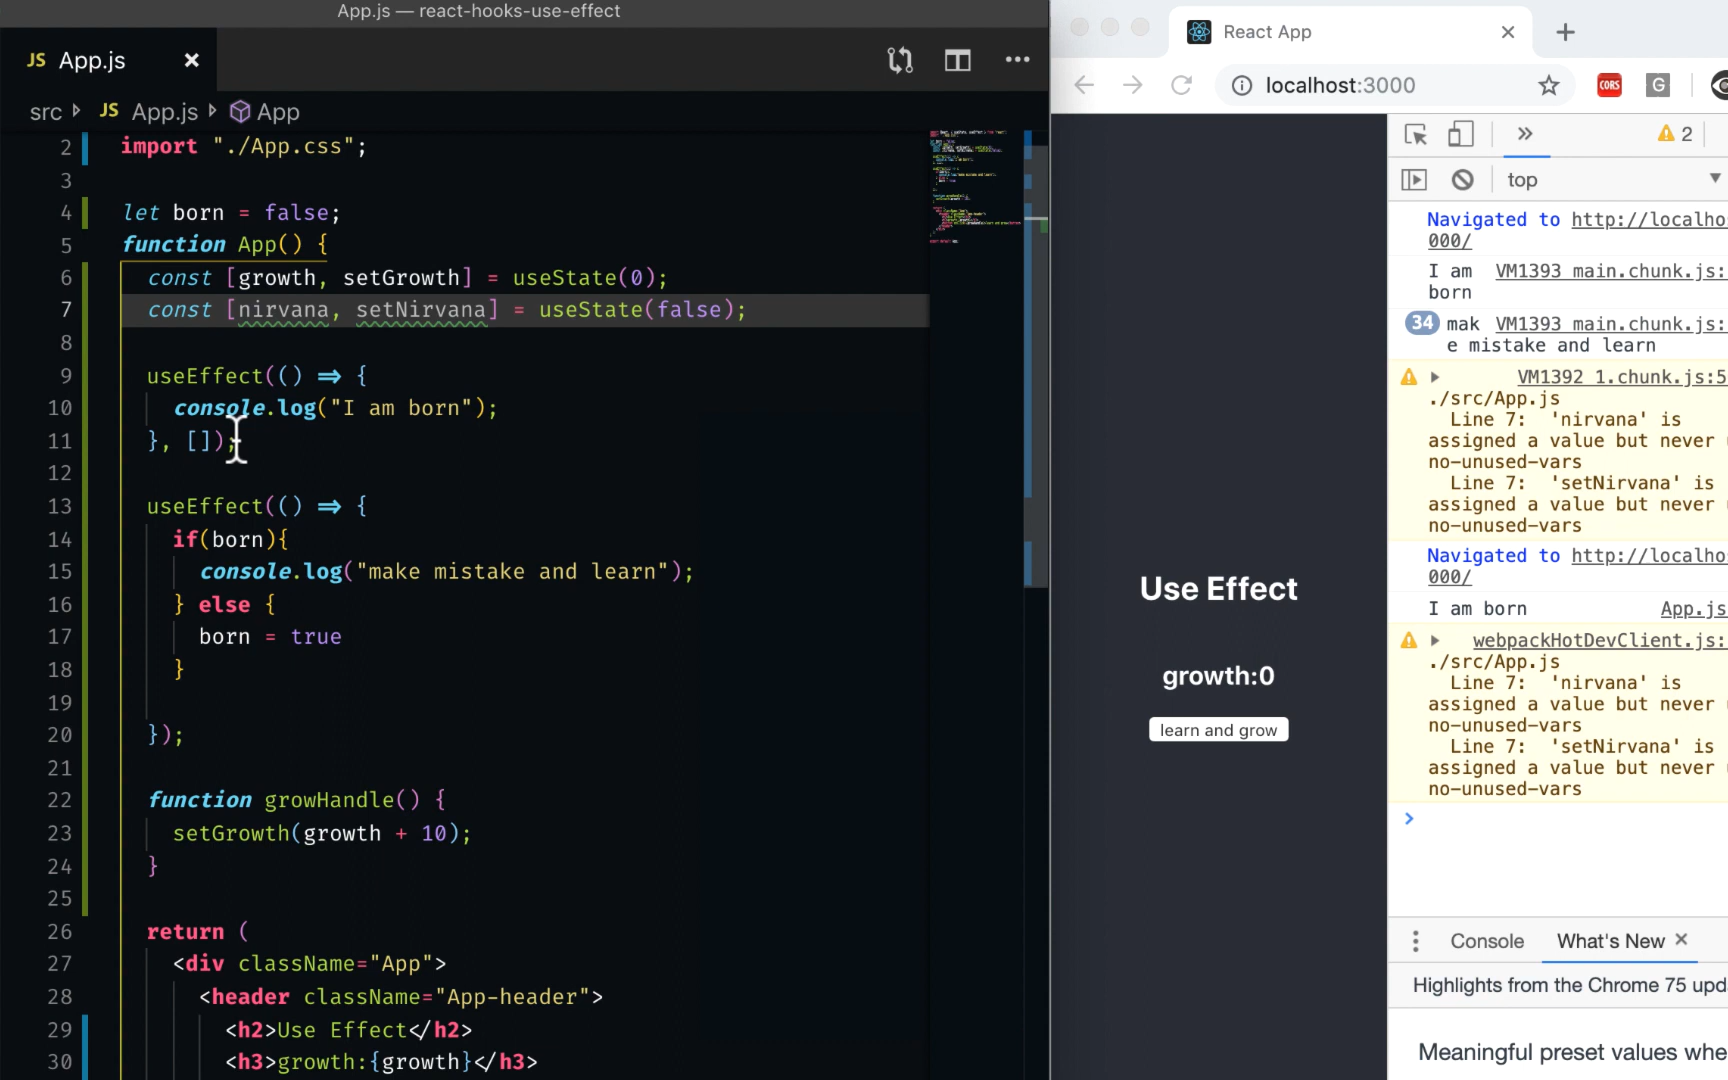 App.js — react-hooks-use-effect
JS App.js ×
src JS App.js App
2 import "./App.css";
3
4 let born = false;
5 function App() {
6 const [growth, setGrowth] = useState(0);
7 const [nirvana, setNirvana] = useState(false);
8
9 useEffect(() => {
10 console.log("I am born");
11 }, []);
12
13 useEffect(() => {
14 if(born){
15 console.log("make mistake and learn");
16 } else {
17 born = true
18 }
19
20 });
21
22 function growHandle() {
23 setGrowth(growth + 10);
24 }
25
26 return (
27 <div className="App">
28 <header className="App-header">
29 <h2>Use Effect</h2>
30 <h3>growth:{growth}</h3>
React App
localhost:3000
CORS
G
Use Effect
growth:0
learn and grow
2
top
Navigated to http://localho
000/
I am VM1393 main.chunk.js:
born
34 mak VM1393 main.chunk.js:
e mistake and learn
VM1392 1.chunk.js:5
./src/App.js
Line 7: 'nirvana' is
assigned a value but never
no-unused-vars
Line 7: 'setNirvana' is
assigned a value but never
no-unused-vars
Navigated to http://localho
000/
I am born App.js
webpackHotDevClient.js:
./src/App.js
Line 7: 'nirvana' is
assigned a value but never
no-unused-vars
Line 7: 'setNirvana' is
assigned a value but never
no-unused-vars
Console What's New
Highlights from the Chrome 75 upd
Meaningful preset values whe